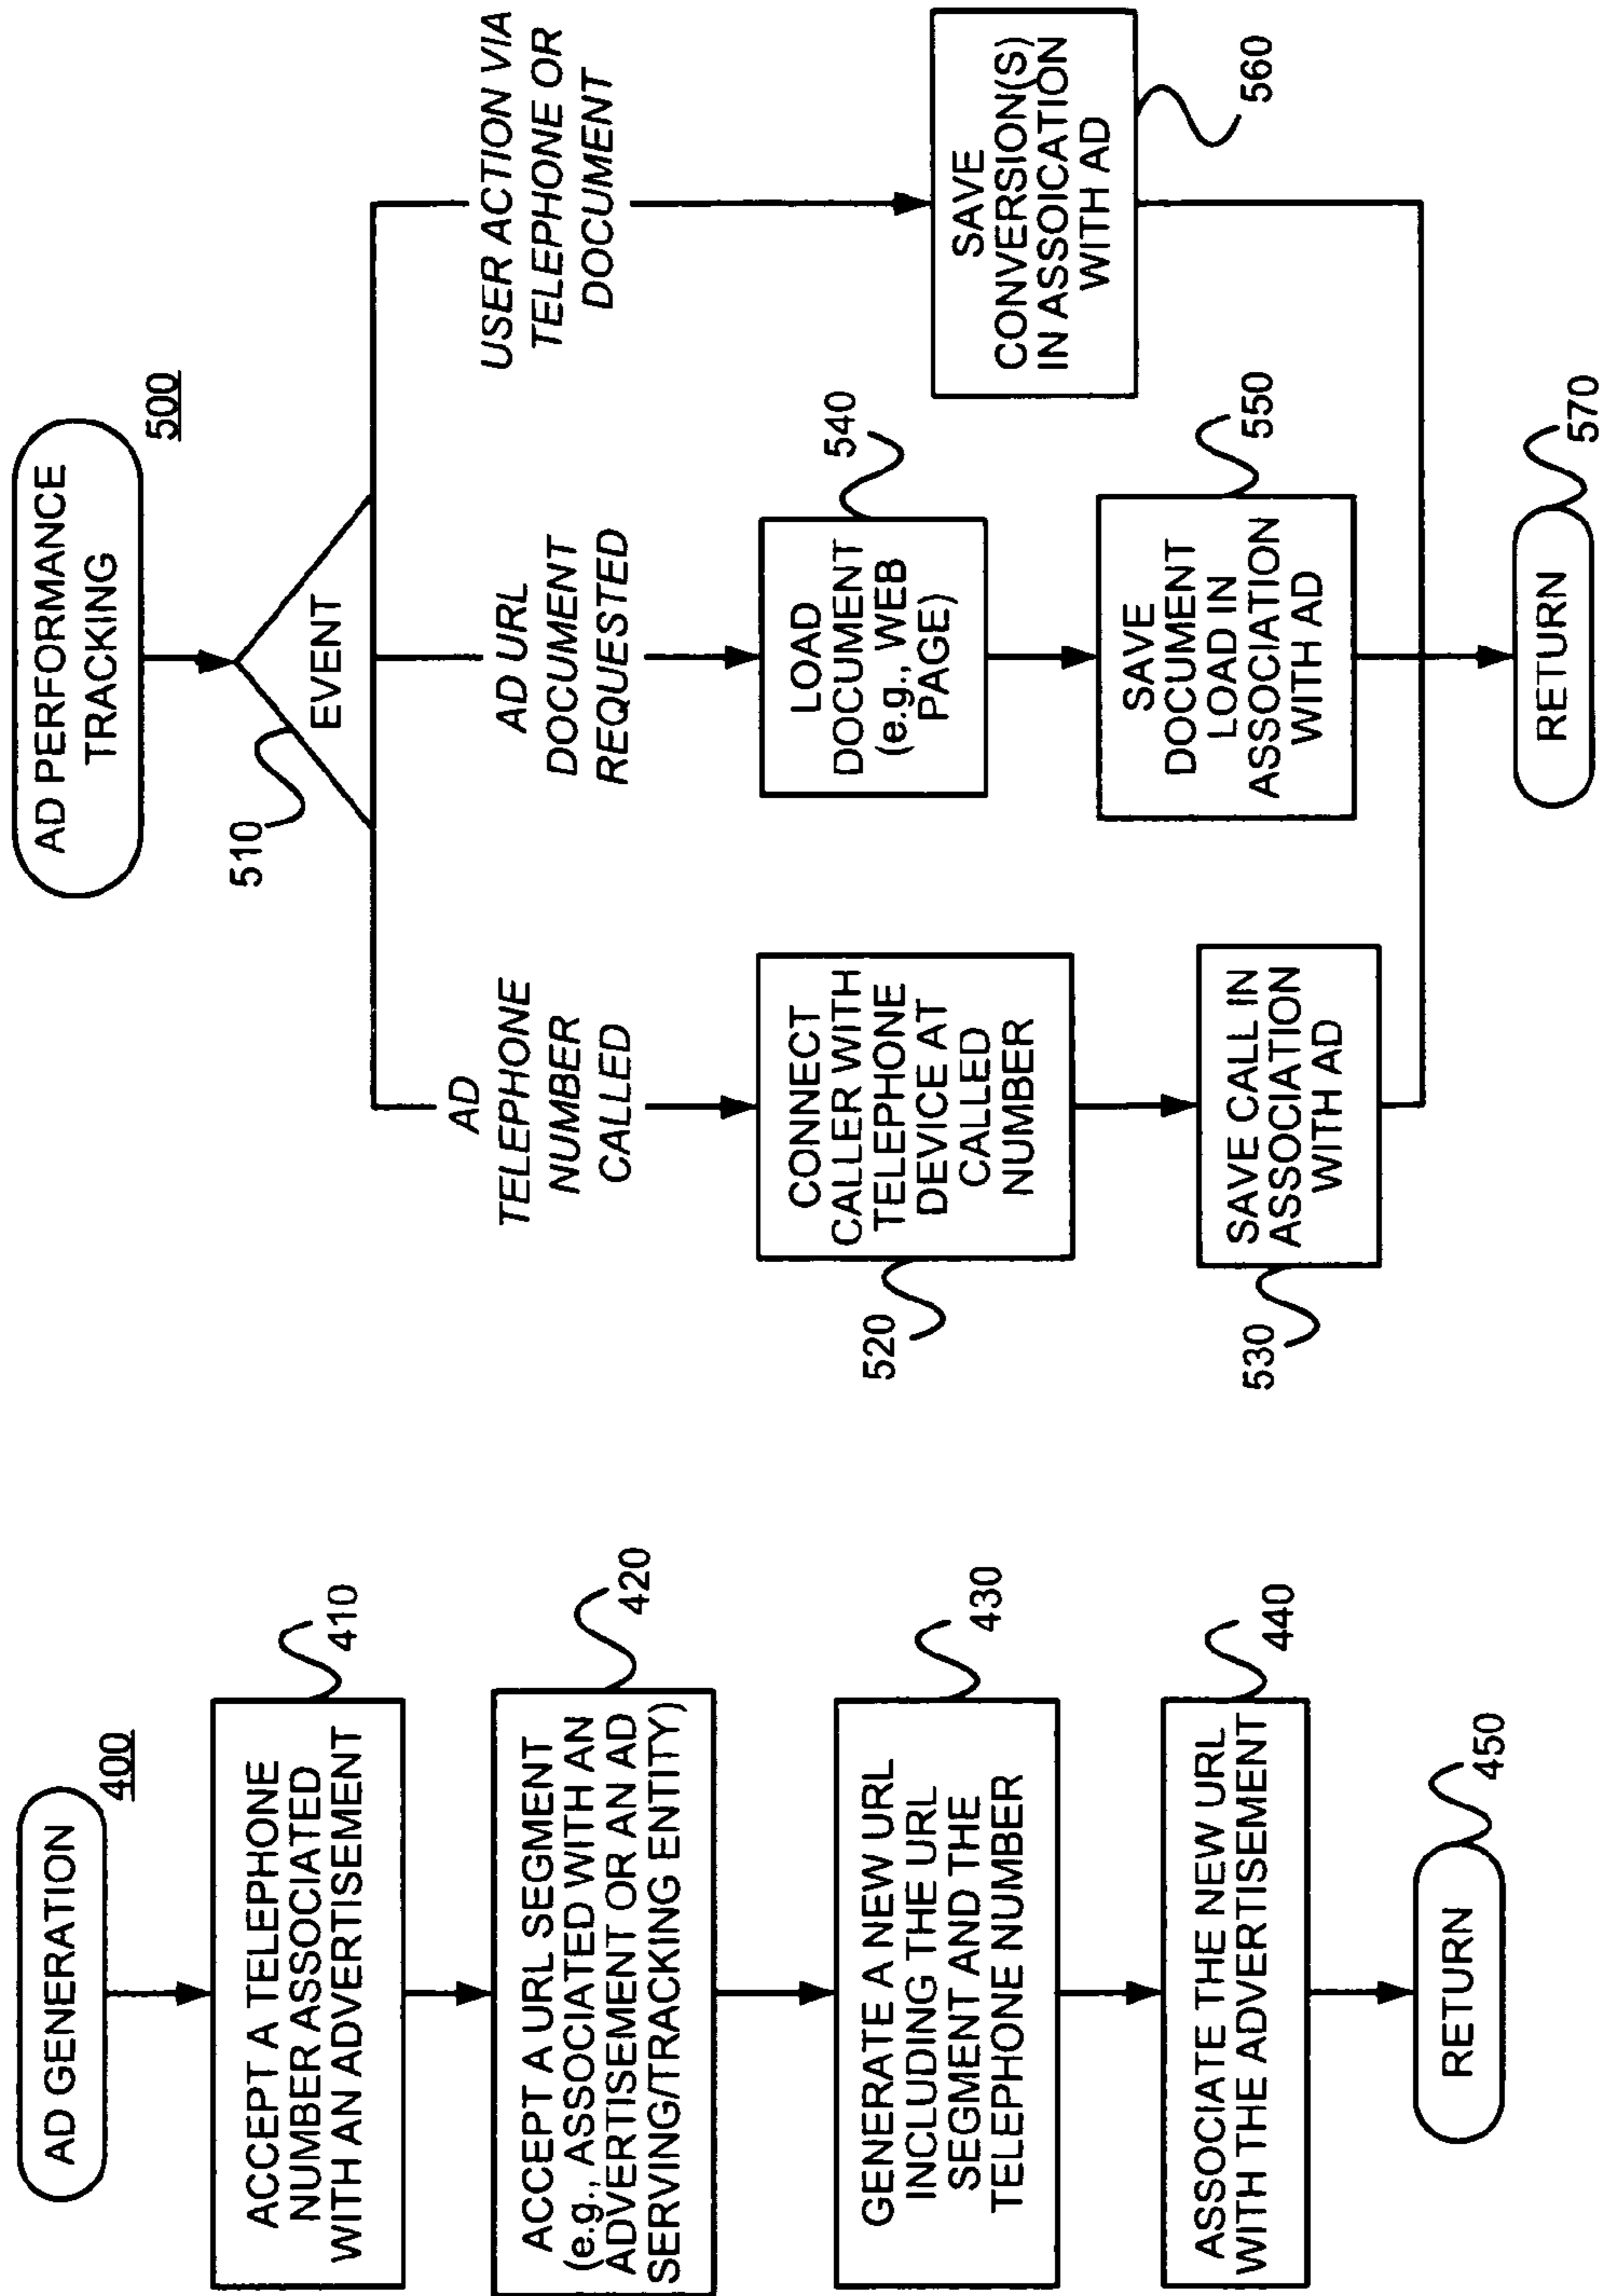 AD GENERATION
400
ACCEPT A TELEPHONE
NUMBER ASSOCIATED
WITH AN ADVERTISEMENT
410
ACCEPT A URL SEGMENT
(e.g., ASSOCIATED WITH AN
ADVERTISEMENT OR AN AD
SERVING/TRACKING ENTITY)
420
GENERATE A NEW URL
INCLUDING THE URL
SEGMENT AND THE
TELEPHONE NUMBER
430
ASSOCIATE THE NEW URL
WITH THE ADVERTISEMENT
440
RETURN
450
AD PERFORMANCE
TRACKING
500
EVENT
510
AD
TELEPHONE
NUMBER
CALLED
CONNECT
CALLER WITH
TELEPHONE
DEVICE AT
CALLED
NUMBER
520
SAVE CALL IN
ASSOCIATION
WITH AD
530
AD URL
DOCUMENT
REQUESTED
LOAD
DOCUMENT
(e.g., WEB
PAGE)
540
SAVE
DOCUMENT
LOAD IN
ASSOCIATION
WITH AD
550
USER ACTION VIA
TELEPHONE OR
DOCUMENT
SAVE
CONVERSION(S)
IN ASSOICATION
WITH AD
560
RETURN
570